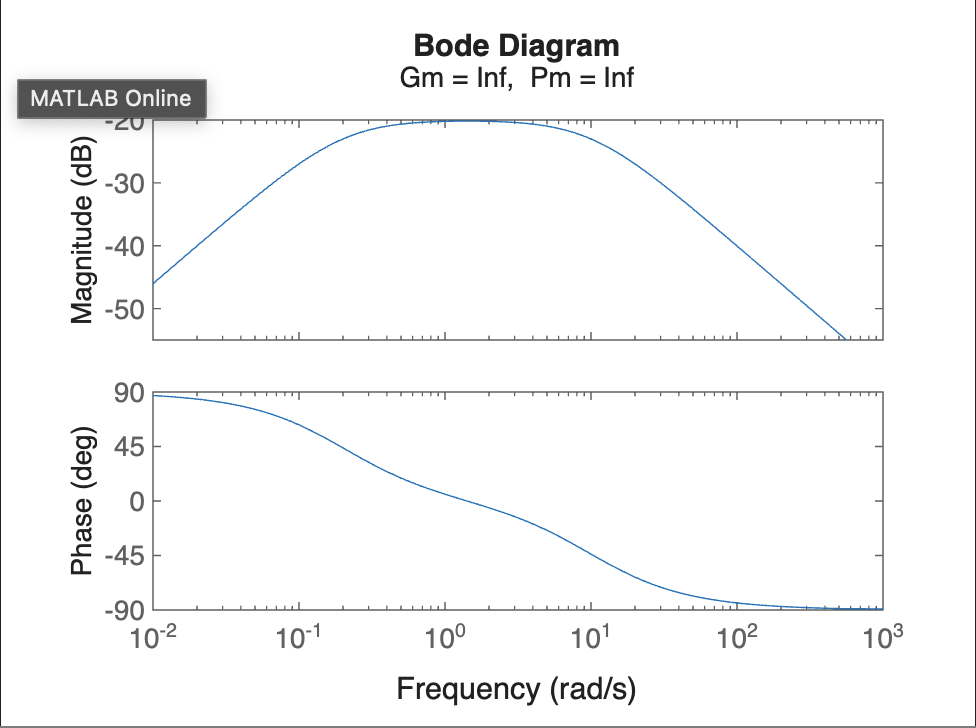 Bode Diagram
Gm = Inf, Pm = Inf
MATLAB Online
Magnitude (dB)
-20
-30
-40
-50
Phase (deg)
90
45
0
-45
-90
10⁻² 10⁻¹ 10⁰ 10¹ 10² 10³
Frequency (rad/s)